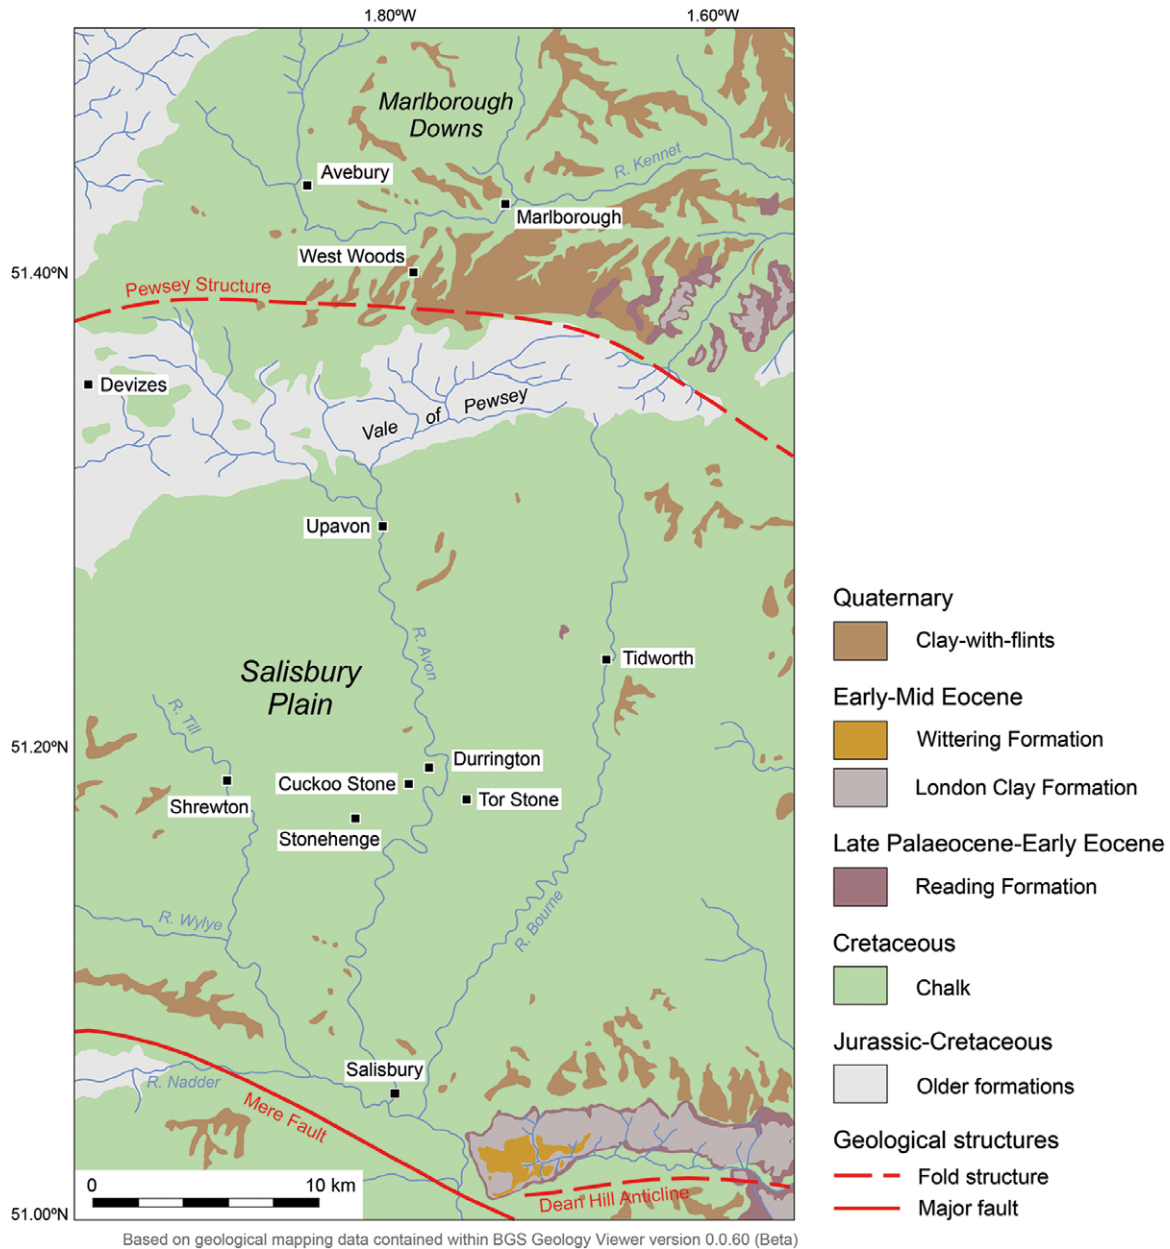 1.80ºW
1.60ºW
Marlborough
Downs
Avebury
R. Kennet
Marlborough
West Woods
51.40ºN
Pewsey Structure
Devizes
Vale of Pewsey
Upavon
R. Avon
Tidworth
Salisbury
Plain
R. Till
51.20ºN
Durrington
Cuckoo Stone
Tor Stone
Shrewton
Stonehenge
R. Wylye
R. Bourne
Salisbury
R. Nadder
Mere Fault
0
10 km
Dean Hill Anticline
51.00ºN
Quaternary
Clay-with-flints
Early-Mid Eocene
Wittering Formation
London Clay Formation
Late Palaeocene-Early Eocene
Reading Formation
Cretaceous
Chalk
Jurassic-Cretaceous
Older formations
Geological structures
Fold structure
Major fault
Based on geological mapping data contained within BGS Geology Viewer version 0.0.60 (Beta)